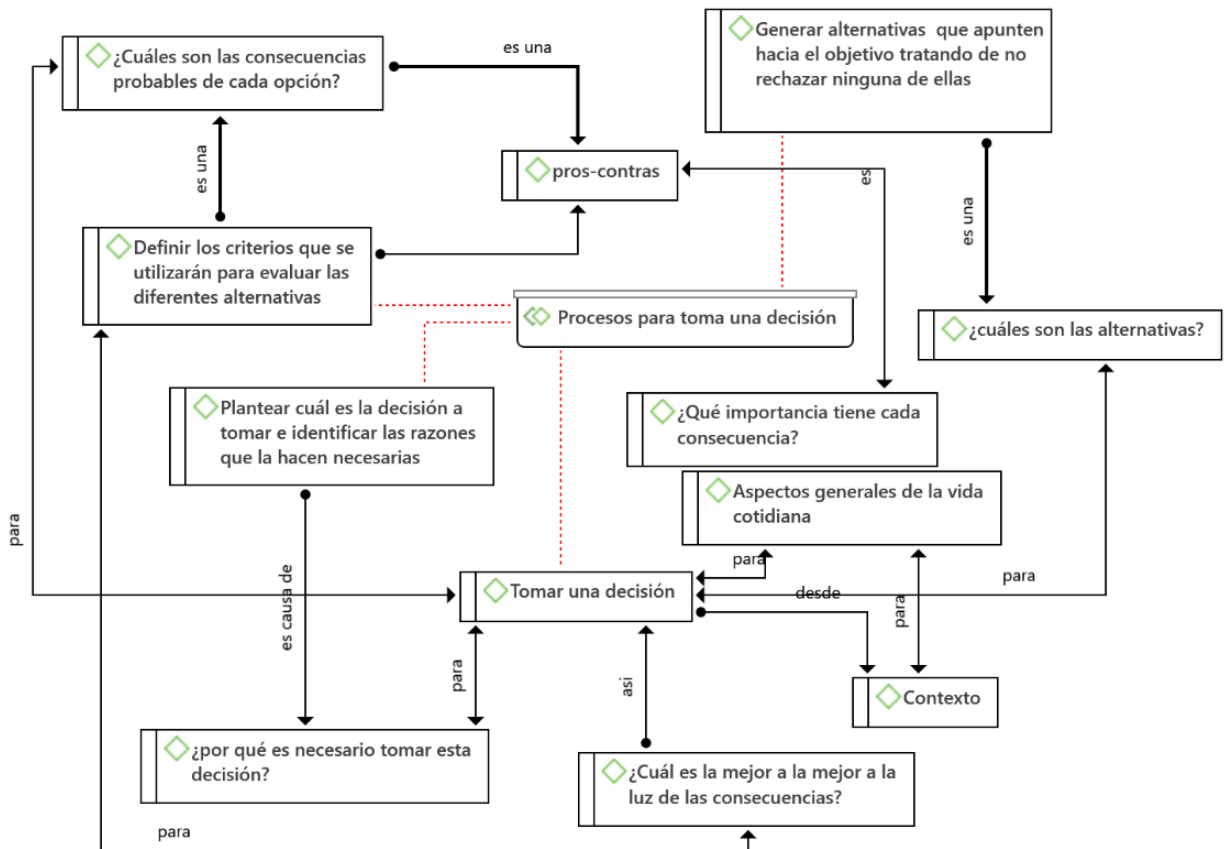 ¿Cuáles son las consecuencias
probables de cada opción?
es una
Generar alternativas que apunten
hacia el objetivo tratando de no
rechazar ninguna de ellas
es una
pros-contras
es
es una
Definir los criterios que se
utilizarán para evaluar las
diferentes alternativas
Procesos para toma una decisión
¿cuáles son las alternativas?
Plantear cuál es la decisión a
tomar e identificar las razones
que la hacen necesarias
¿Qué importancia tiene cada
consecuencia?
Aspectos generales de la vida
cotidiana
para
es causa de
para
Tomar una decisión
desde
para
para
para
asi
Contexto
¿por qué es necesario tomar esta
decisión?
¿Cuál es la mejor a la mejor a la
luz de las consecuencias?
para